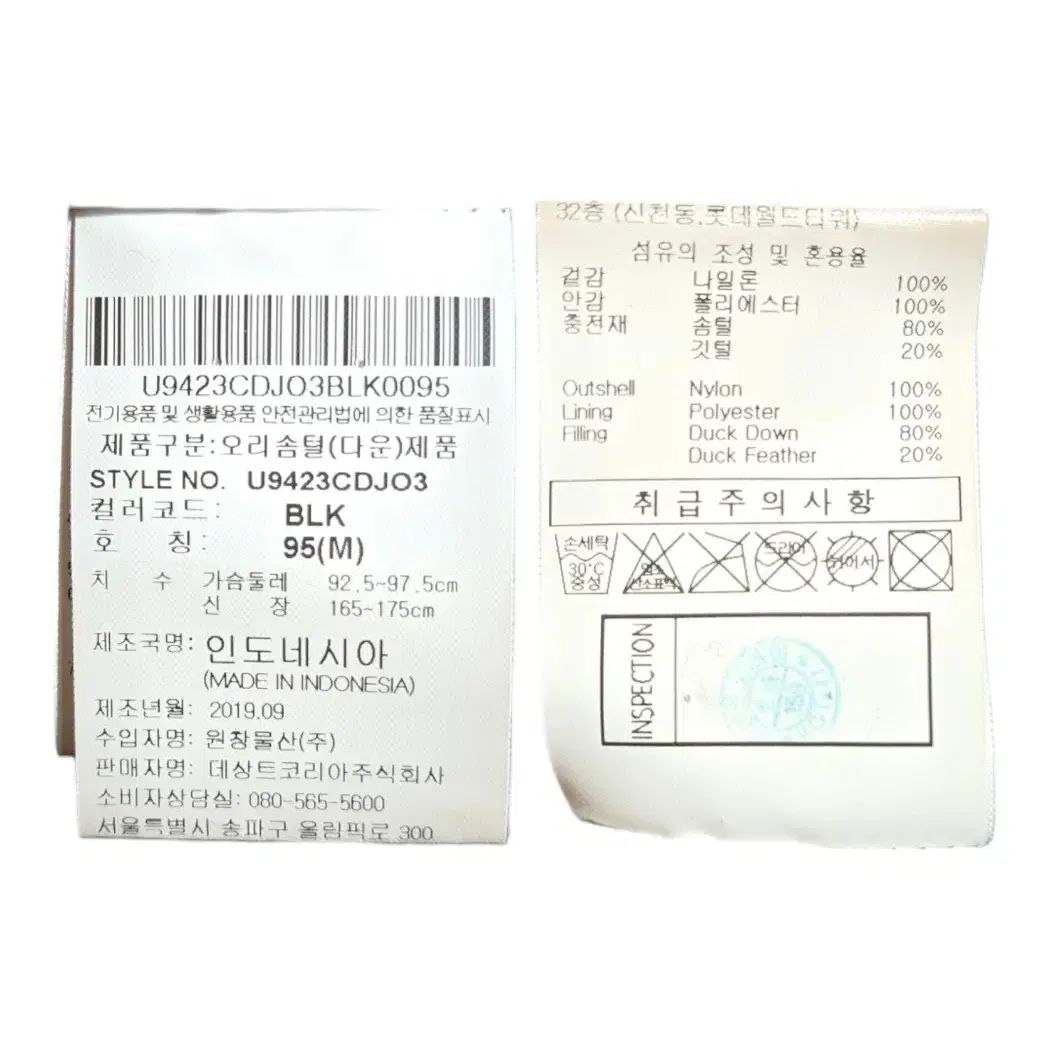 U9423CDJO3BLK0095
전기용품 및 생활용품 안전관리법에 의한 품질표시
제품구분:오리솜털(다운)제품
STYLE NO. U9423CDJO3
컬러코드: BLK
호 칭: 95(M)
치 수 가슴둘레 92.5~97.5cm
신 장 165~175cm
제조국명: 인도네시아
(MADE IN INDONESIA)
제조년월: 2019.09
수입자명: 원창물산(주)
판매자명: 데상트코리아주식회사
소비자상담실: 080-565-5600
서울특별시 송파구 올림픽로 300
32층 (신천동,롯데월드타워)
섬유의 조성 및 혼용율
겉감 나일론 100%
안감 폴리에스터 100%
충전재 솜털 80%
깃털 20%
Outshell Nylon 100%
Lining Polyester 100%
Filling Duck Down 80%
Duck Feather 20%
취급주의사항
손세탁 30°C 중성
염소 산소표백
드라이
뉘어서
INSPECTION